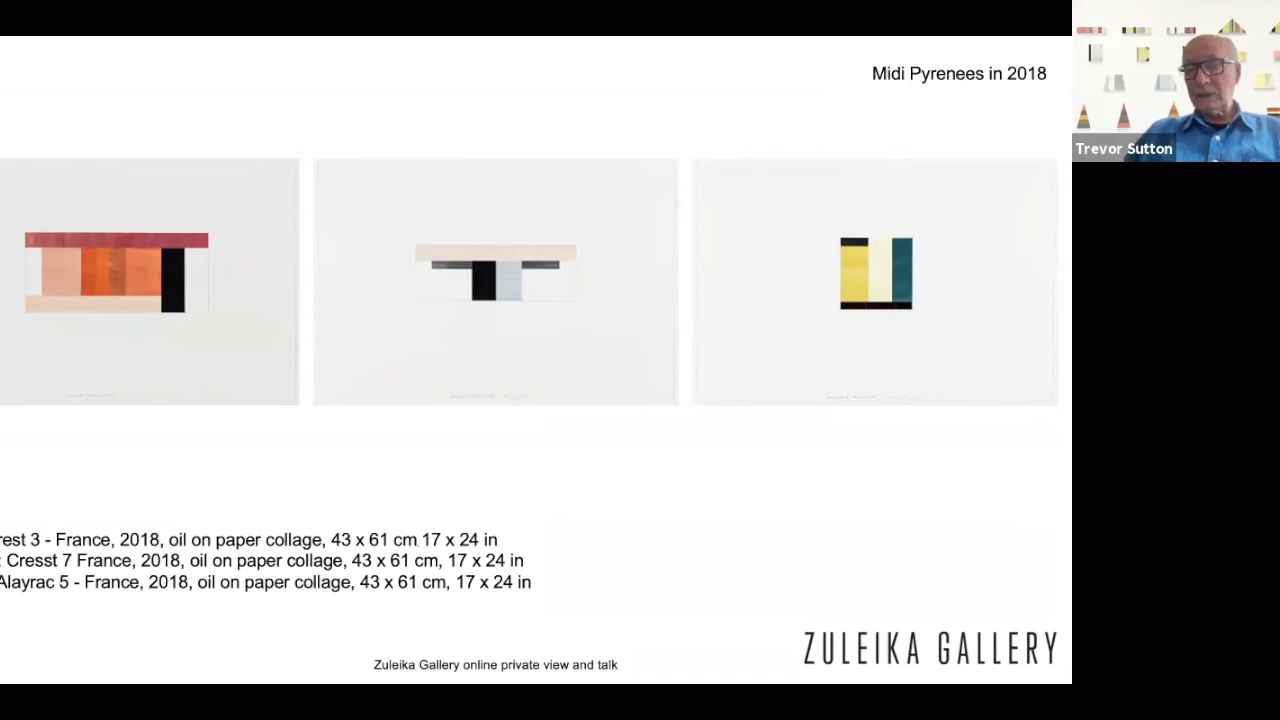 Midi Pyrenees in 2018
Trevor Sutton
rest 3 - France, 2018, oil on paper collage, 43 x 61 cm 17 x 24 in
: Cresst 7 France, 2018, oil on paper collage, 43 x 61 cm, 17 x 24 in
Alayrac 5 - France, 2018, oil on paper collage, 43 x 61 cm, 17 x 24 in
ZULEIKA GALLERY
Zuleika Gallery online private view and talk